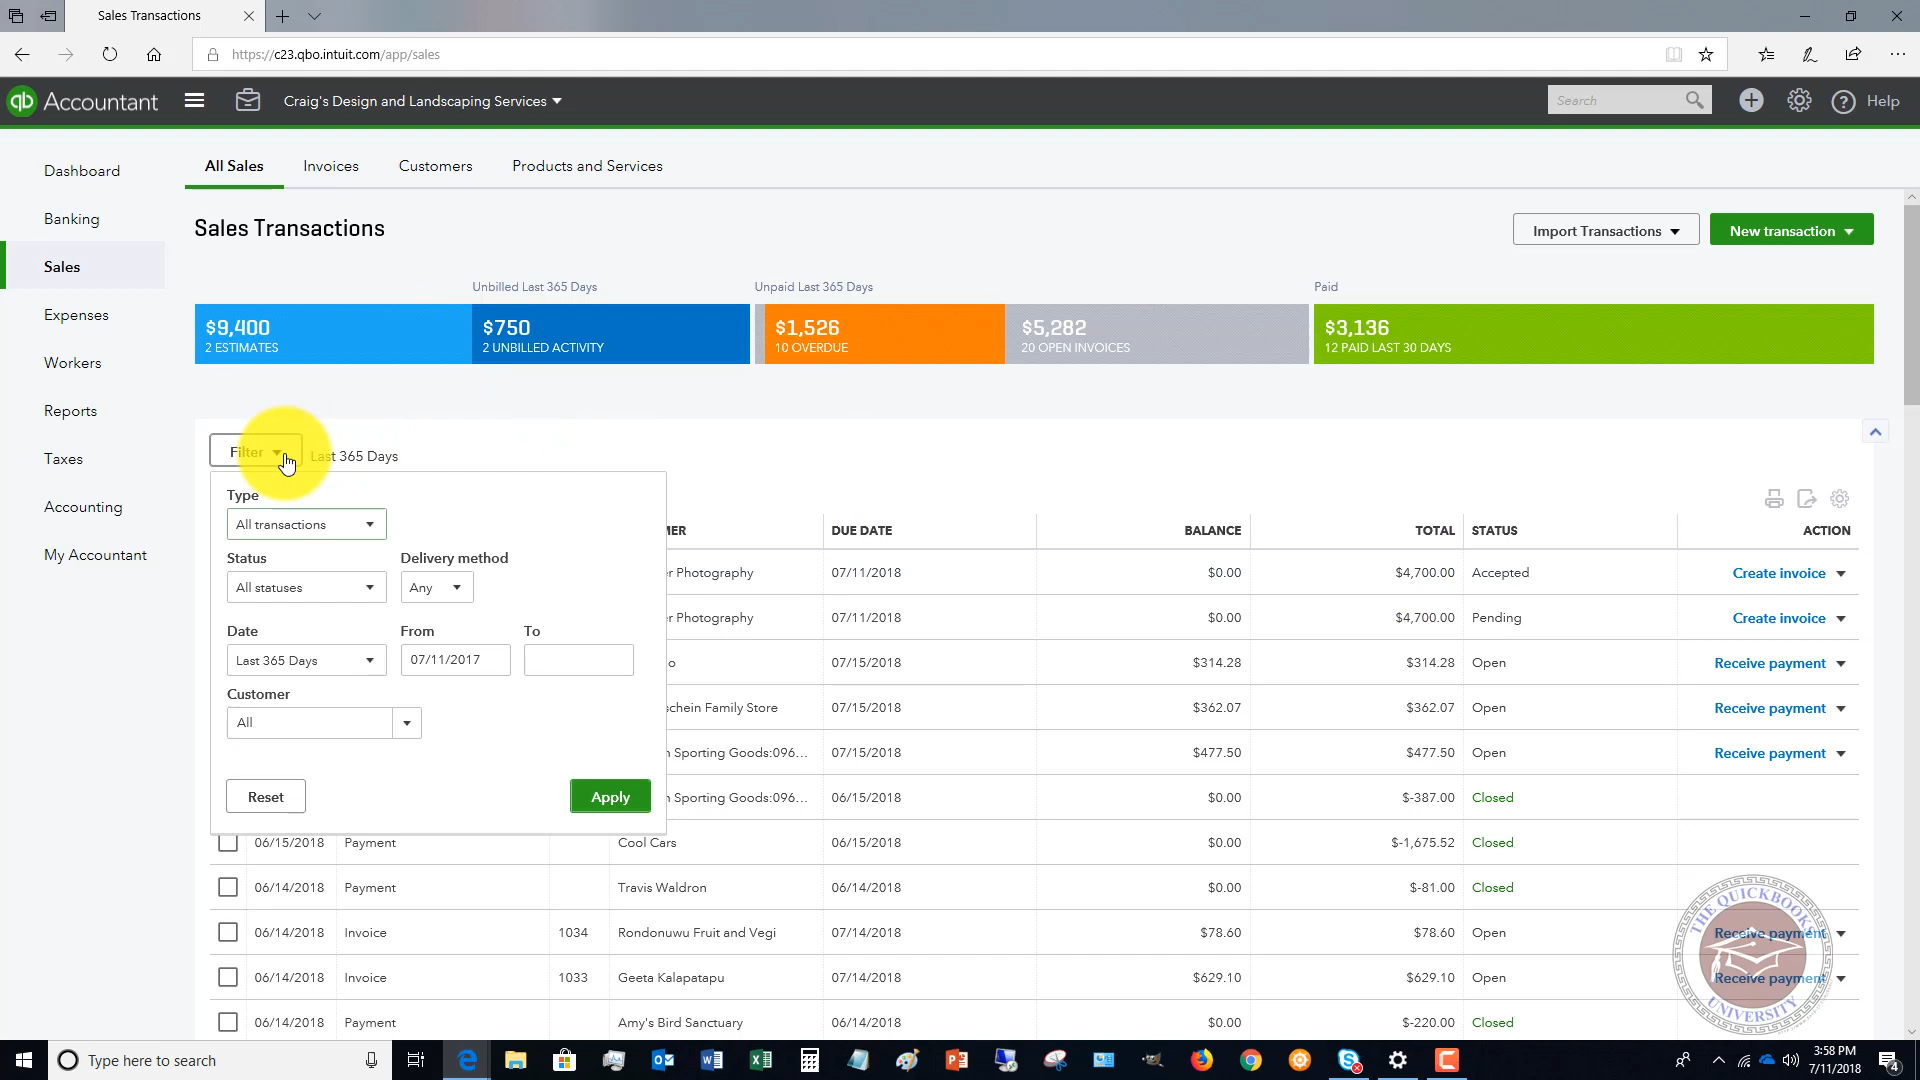 Sales Transactions
https://c23.qbo.intuit.com/app/sales
qb Accountant
Craig's Design and Landscaping Services
Search
Help
Dashboard
Banking
Sales
Expenses
Workers
Reports
Taxes
Accounting
My Accountant
All Sales Invoices Customers Products and Services
Sales Transactions
Import Transactions
New transaction
Unbilled Last 365 Days
Unpaid Last 365 Days
Paid
$9,400
2 ESTIMATES
$750
2 UNBILLED ACTIVITY
$1,526
10 OVERDUE
$5,282
20 OPEN INVOICES
$3,136
12 PAID LAST 30 DAYS
Filter
Last 365 Days
Type
All transactions
Status
All statuses
Delivery method
Any
Date
Last 365 Days
From
07/11/2017
To
Customer
All
Reset
Apply
MER DUE DATE BALANCE TOTAL STATUS ACTION
r Photography 07/11/2018 $0.00 $4,700.00 Accepted Create invoice
r Photography 07/11/2018 $0.00 $4,700.00 Pending Create invoice
o 07/15/2018 $314.28 $314.28 Open Receive payment
schein Family Store 07/15/2018 $362.07 $362.07 Open Receive payment
n Sporting Goods:096... 07/15/2018 $477.50 $477.50 Open Receive payment
n Sporting Goods:096... 06/15/2018 $0.00 $-387.00 Closed
06/15/2018 Payment Cool Cars 06/15/2018 $0.00 $-1,675.52 Closed
06/14/2018 Payment Travis Waldron 06/14/2018 $0.00 $-81.00 Closed
06/14/2018 Invoice 1034 Rondonuwu Fruit and Vegi 07/14/2018 $78.60 $78.60 Open Receive payment
06/14/2018 Invoice 1033 Geeta Kalapatapu 07/14/2018 $629.10 $629.10 Open Receive payment
06/14/2018 Payment Amy's Bird Sanctuary 06/14/2018 $0.00 $-220.00 Closed
THE QUICKBOOKS UNIVERSITY
Type here to search
3:58 PM
7/11/2018
4